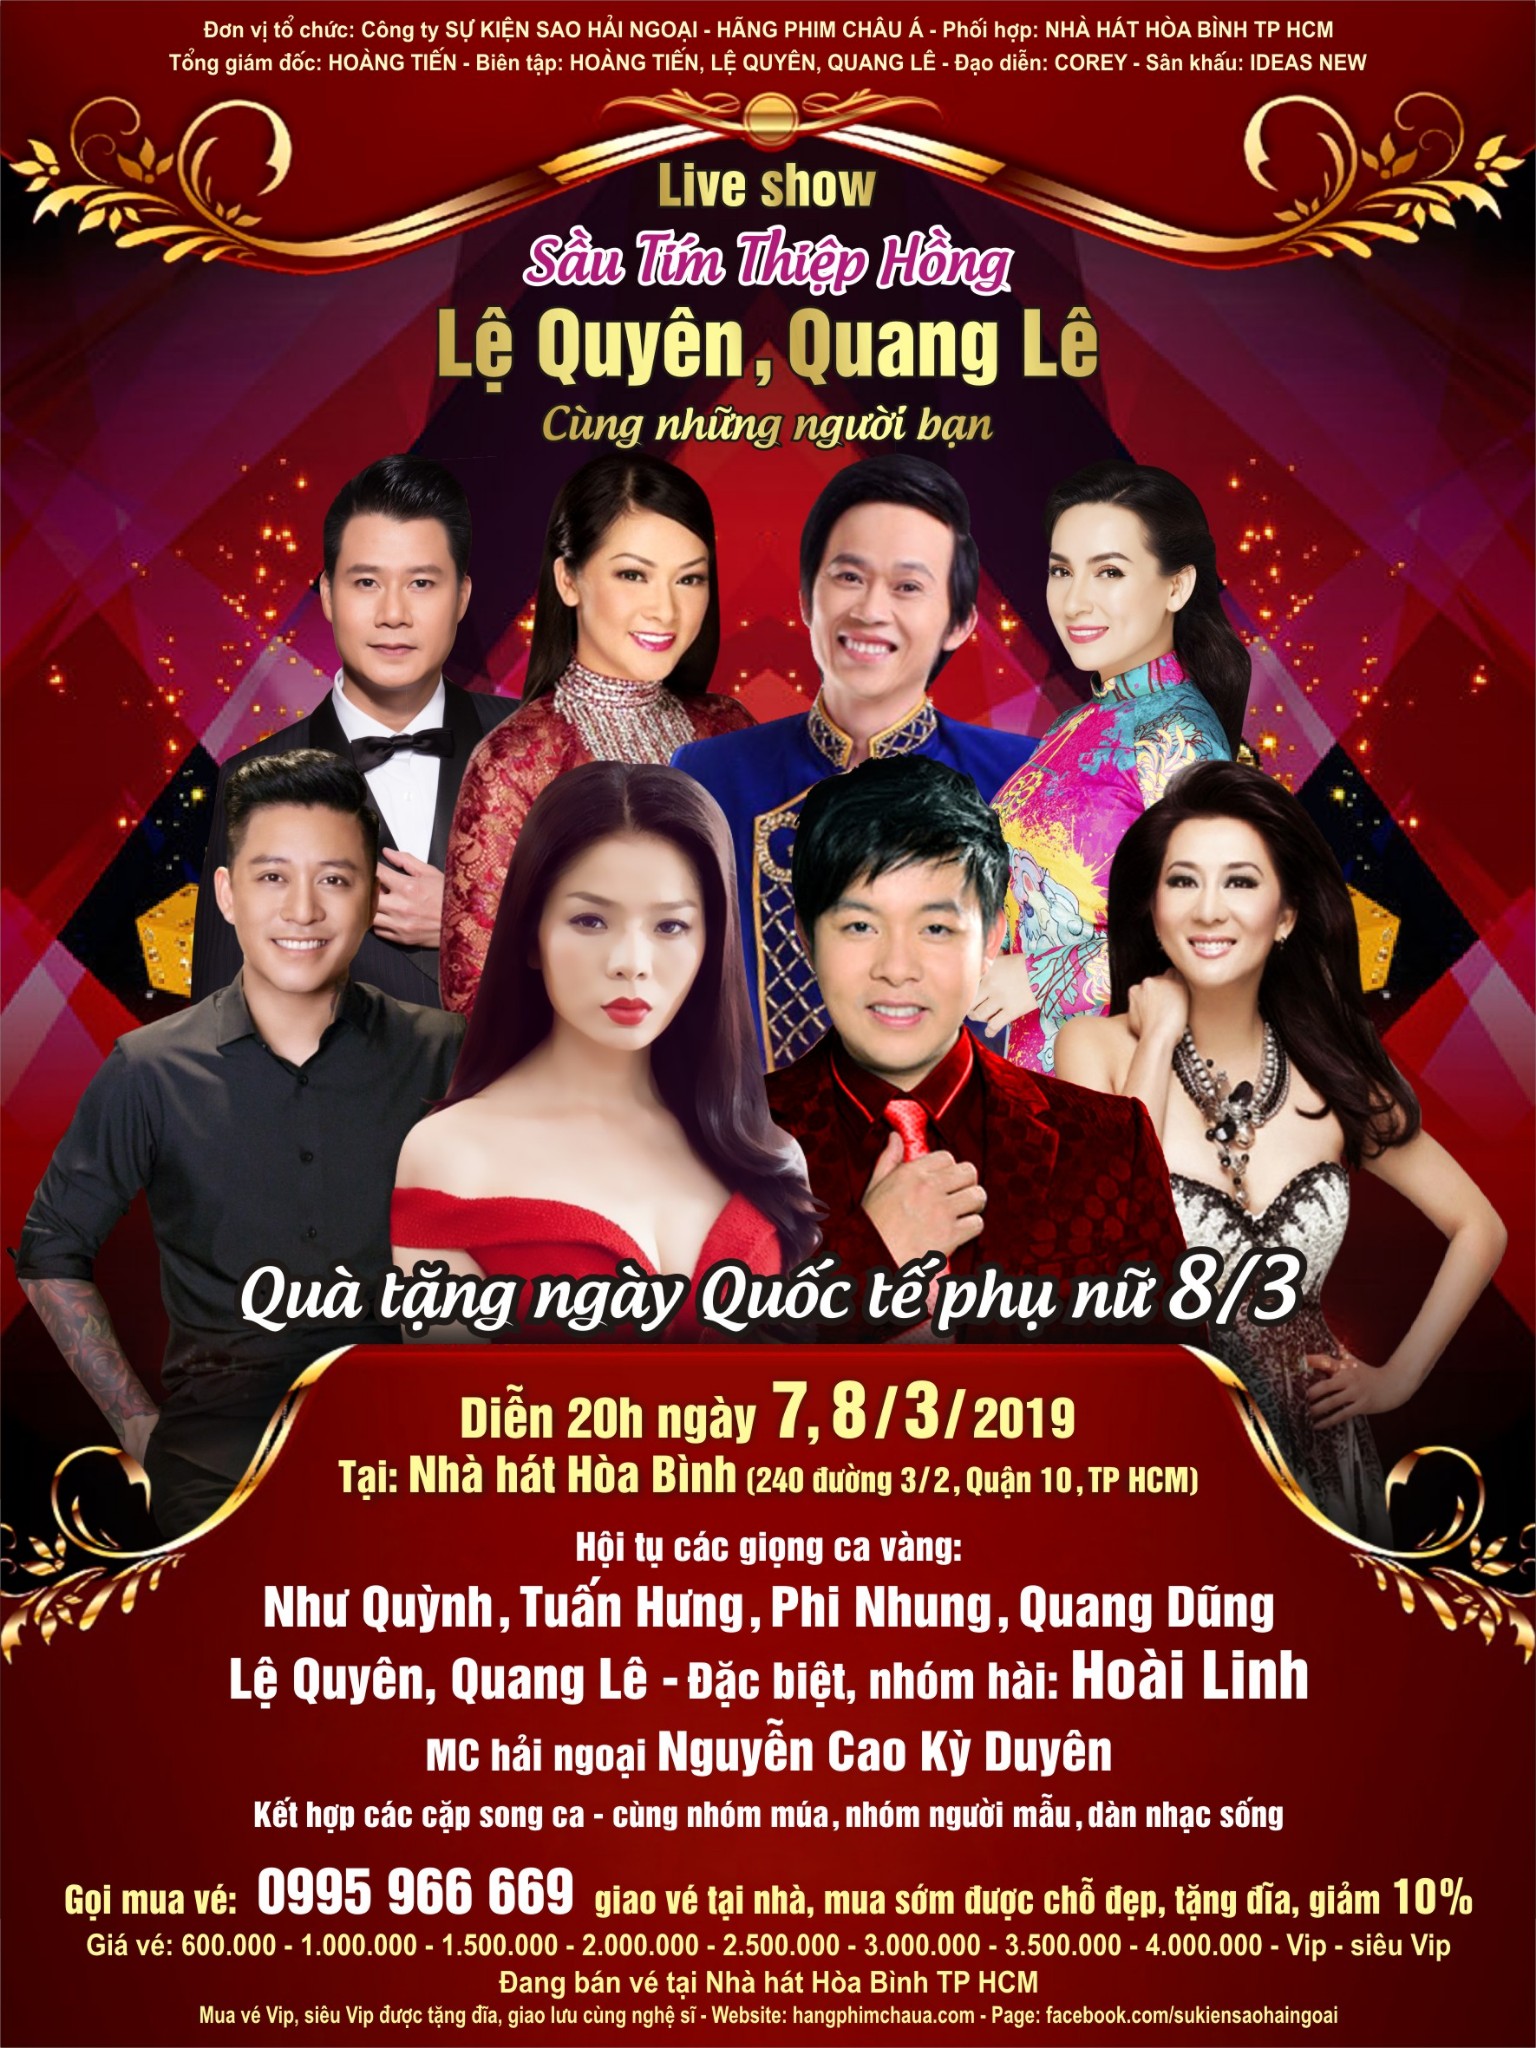 Đơn vị tổ chức: Công ty SỰ KIỆN SAO HẢI NGOẠI - HÃNG PHIM CHÂU Á - Phối hợp: NHÀ HÁT HÒA BÌNH TP HCM
Tổng giám đốc: HOÀNG TIẾN - Biên tập: HOÀNG TIẾN, LỆ QUYÊN, QUANG LÊ - Đạo diễn: COREY - Sân khấu: IDEAS NEW
Live show
Sầu Tím Thiệp Hồng
Lệ Quyên, Quang Lê
Cùng những người bạn
Quà tặng ngày Quốc tế phụ nữ 8/3
Diễn 20h ngày 7, 8/3/2019
Tại: Nhà hát Hòa Bình (240 đường 3/2, Quận 10, TP HCM)
Hội tụ các giọng ca vàng:
Như Quỳnh, Tuấn Hưng, Phi Nhung, Quang Dũng
Lệ Quyên, Quang Lê - Đặc biệt, nhóm hài: Hoài Linh
MC hải ngoại Nguyễn Cao Kỳ Duyên
Kết hợp các cặp song ca - cùng nhóm múa, nhóm người mẫu, dàn nhạc sống
Gọi mua vé: 0995 966 669 giao vé tại nhà, mua sớm được chỗ đẹp, tặng đĩa, giảm 10%
Giá vé: 600.000 - 1.000.000 - 1.500.000 - 2.000.000 - 2.500.000 - 3.000.000 - 3.500.000 - 4.000.000 - Vip - siêu Vip
Đang bán vé tại Nhà hát Hòa Bình TP HCM
Mua vé Vip, siêu Vip được tặng đĩa, giao lưu cùng nghệ sĩ - Website: hangphimchaua.com - Page: facebook.com/sukiensaohaingoai